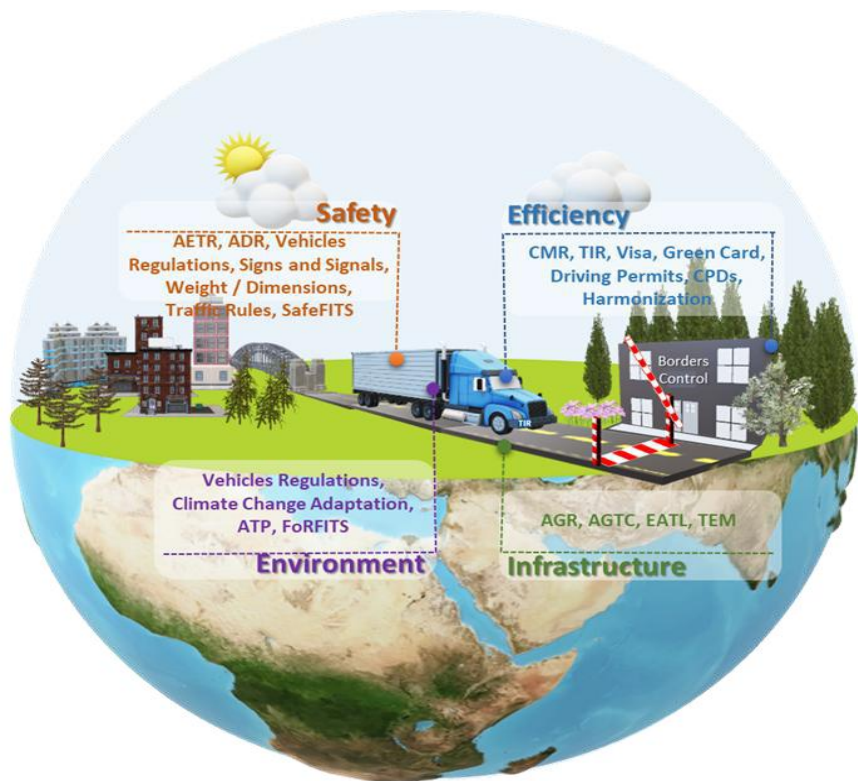 Safety
AETR, ADR, Vehicles
Regulations, Signs and Signals,
Weight / Dimensions,
Traffic Rules, SafeFITS
Efficiency
CMR, TIR, Visa, Green Card,
Driving Permits, CPDs,
Harmonization
Borders
Control
TIR
Vehicles Regulations,
Climate Change Adaptation,
ATP, FoRFITS
Environment
AGR, AGTC, EATL, TEM
Infrastructure